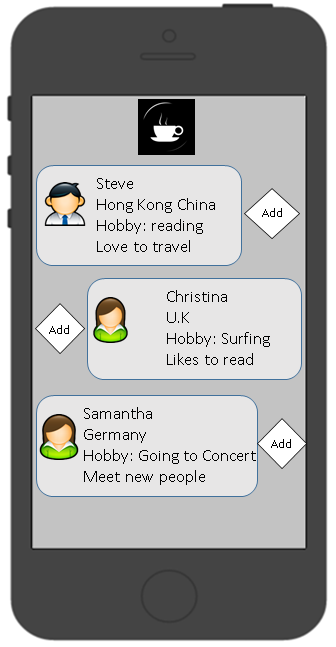 Steve
Hong Kong China
Hobby: reading
Love to travel
Add
Christina
U.K
Hobby: Surfing
Likes to read
Add
Samantha
Germany
Hobby: Going to Concert
Meet new people
Add